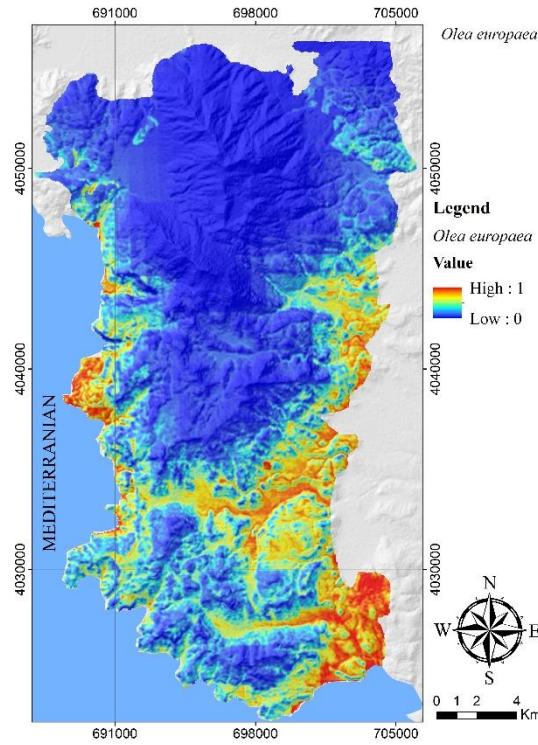 691000 698000 705000
Olea europaea
4050000
4050000
Legend
Olea europaea
Value
High : 1
Low : 0
4040000
4040000
MEDITERRANIAN
4030000
4030000
N
W E
S
0 1 2 4
Km
691000 698000 705000